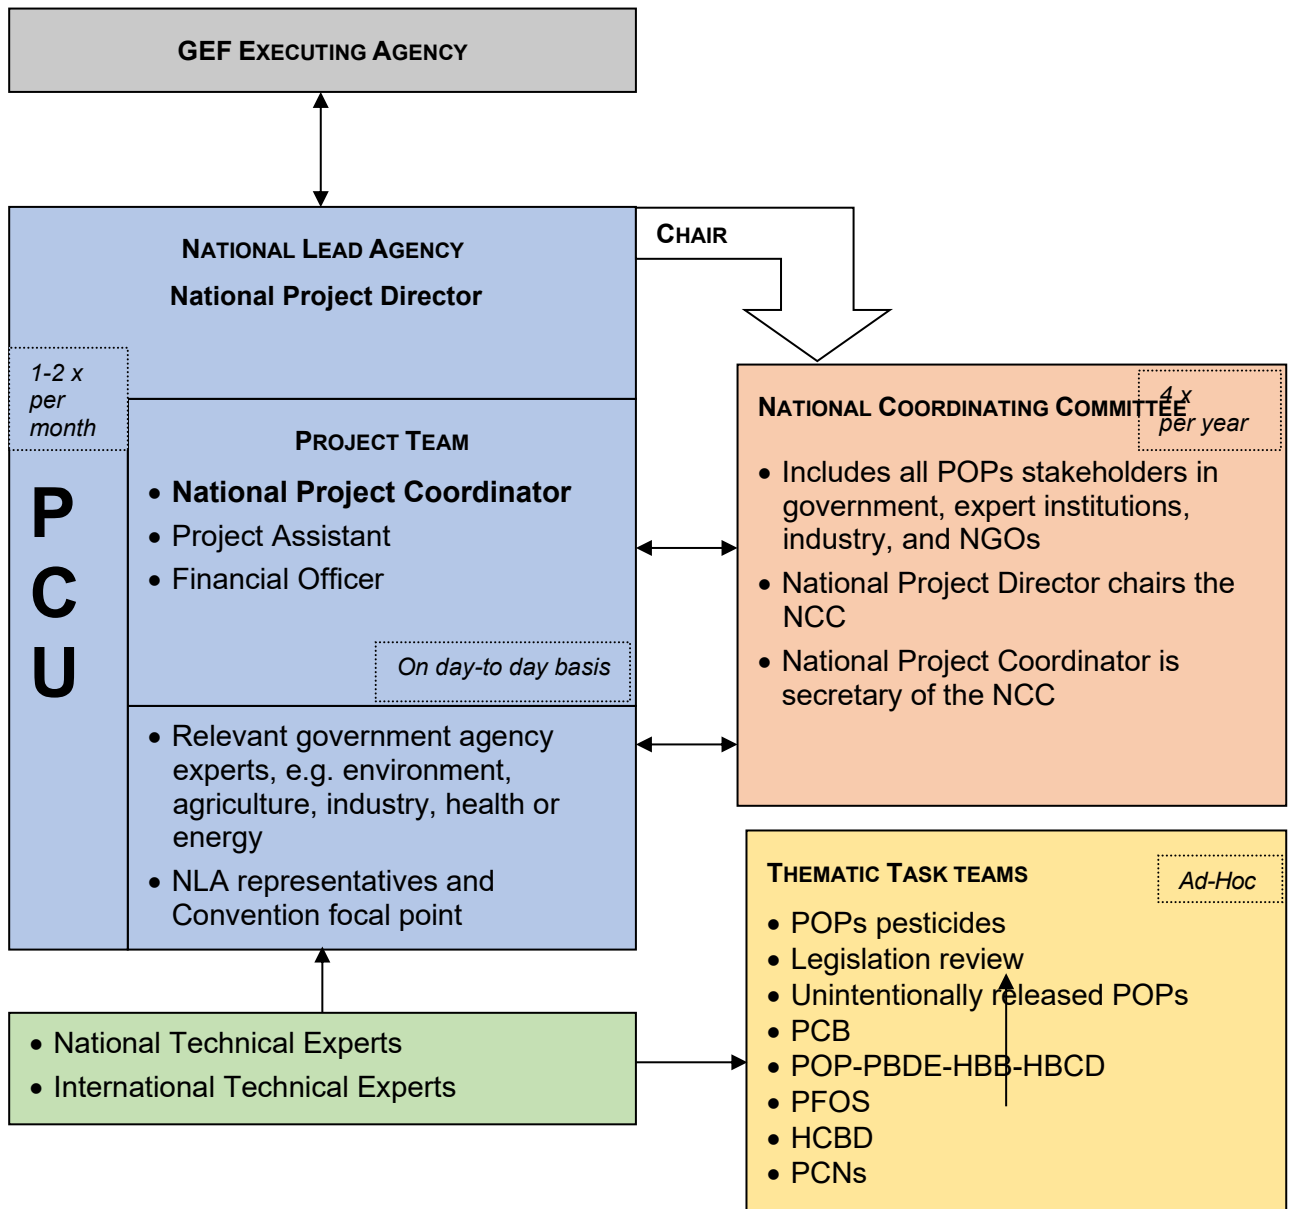 GEF EXECUTING AGENCY
NATIONAL LEAD AGENCY
National Project Director
CHAIR
1-2 x
per
month
P
C
U
PROJECT TEAM
• National Project Coordinator
• Project Assistant
• Financial Officer
On day-to day basis
• Relevant government agency
experts, e.g. environment,
agriculture, industry, health or
energy
• NLA representatives and
Convention focal point
NATIONAL COORDINATING COMMITTEE
4 x
per year
• Includes all POPs stakeholders in
government, expert institutions,
industry, and NGOs
• National Project Director chairs the
NCC
• National Project Coordinator is
secretary of the NCC
• National Technical Experts
• International Technical Experts
THEMATIC TASK TEAMS
Ad-Hoc
• POPs pesticides
• Legislation review
• Unintentionally released POPs
• PCB
• POP-PBDE-HBB-HBCD
• PFOS
• HCBD
• PCNs